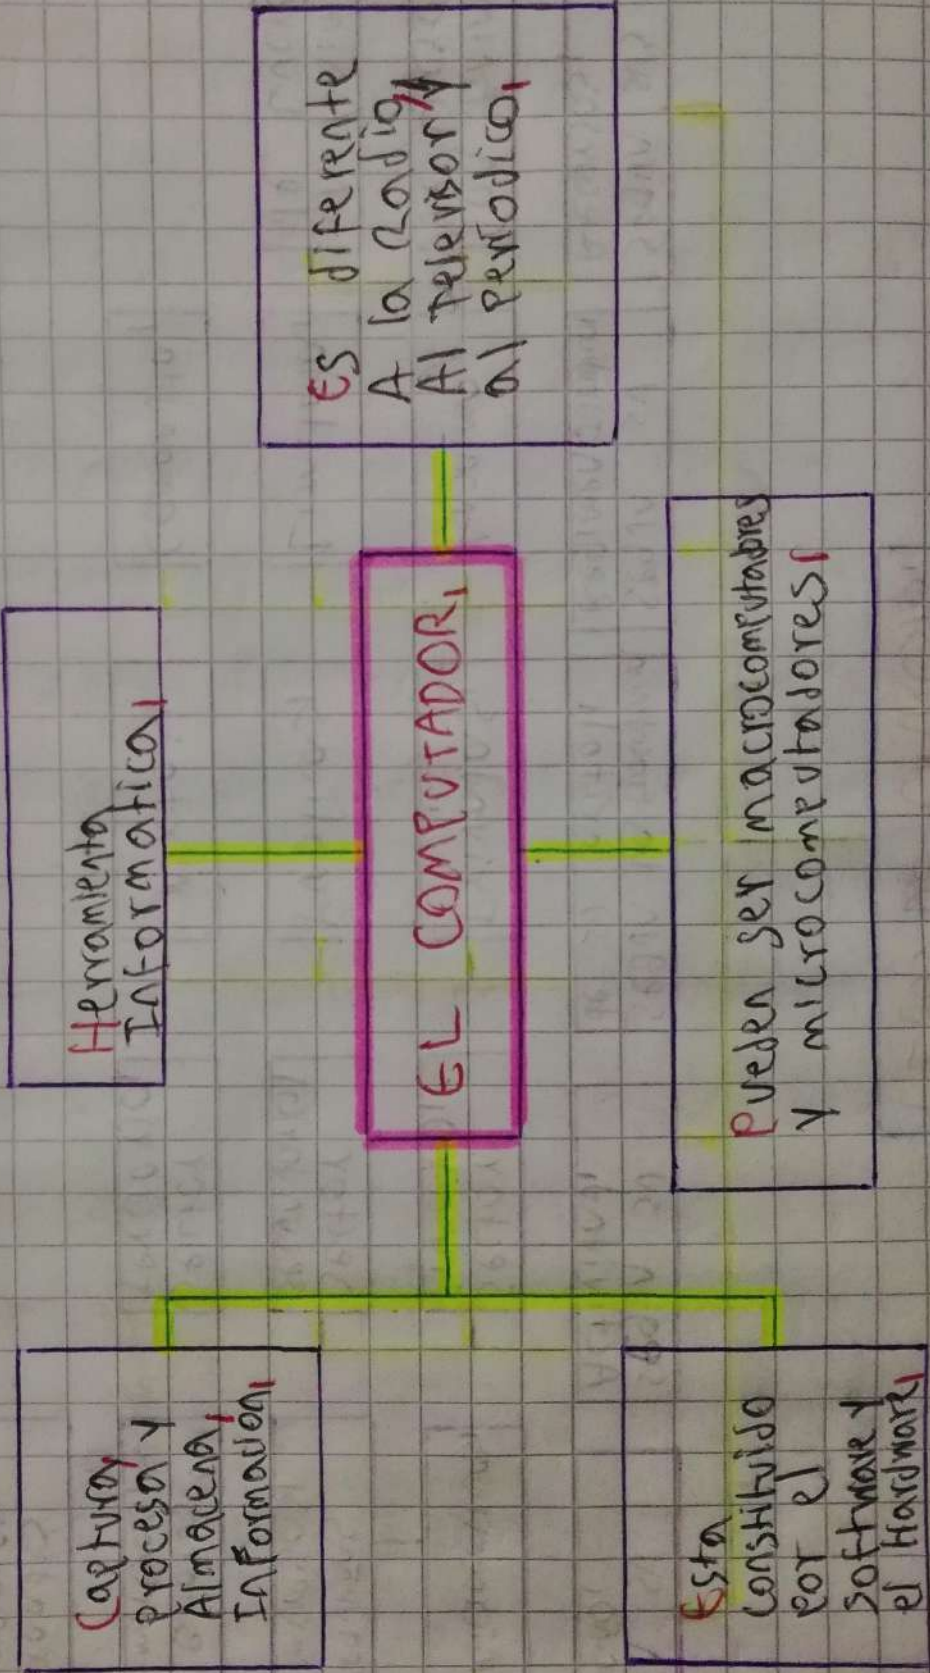 Herramienta
Informatica,
Captura,
procesa y
Almacena,
Informacion,
EL COMPUTADOR,
Es diferente
A la Radio,
Al televisor y
al periodico,
Esta
constituido
por el
software y
el Hardware,
Pueden ser macrocomputadores
y microcomputadores,